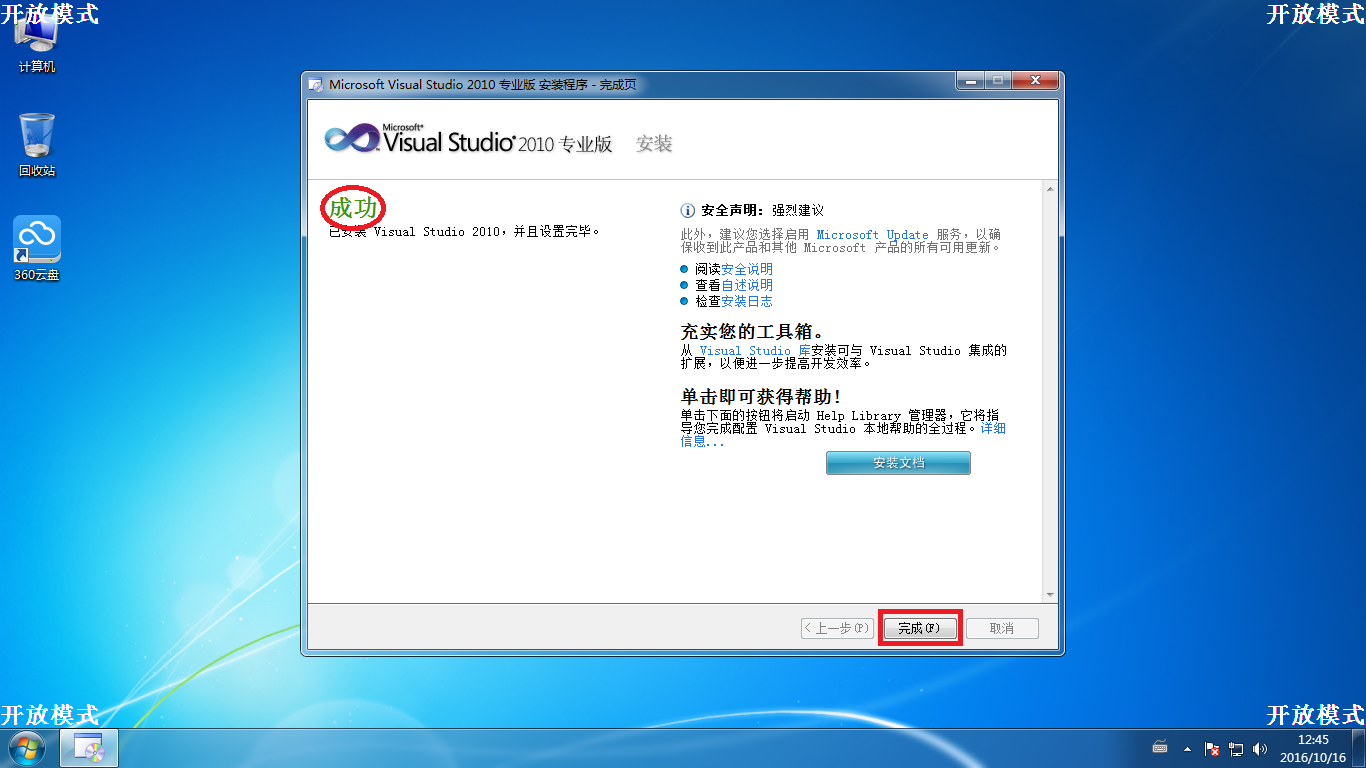 开放模式
开放模式
计算机
回收站
360云盘
Microsoft Visual Studio 2010 专业版 安装程序 - 完成页
Microsoft®
Visual Studio® 2010 专业版 安装
成功
已安装 Visual Studio 2010，并且设置完毕。
安全声明：强烈建议
此外，建议您选择启用 Microsoft Update 服务，以确
保收到此产品和其他 Microsoft 产品的所有可用更新。
阅读安全说明
查看自述说明
检查安装日志
充实您的工具箱。
从 Visual Studio 库安装可与 Visual Studio 集成的
扩展，以便进一步提高开发效率。
单击即可获得帮助！
单击下面的按钮将启动 Help Library 管理器，它将指
导您完成配置 Visual Studio 本地帮助的全过程。详细
信息...
安装文档
< 上一步(P)
完成(F)
取消
开放模式
开放模式
12:45
2016/10/16